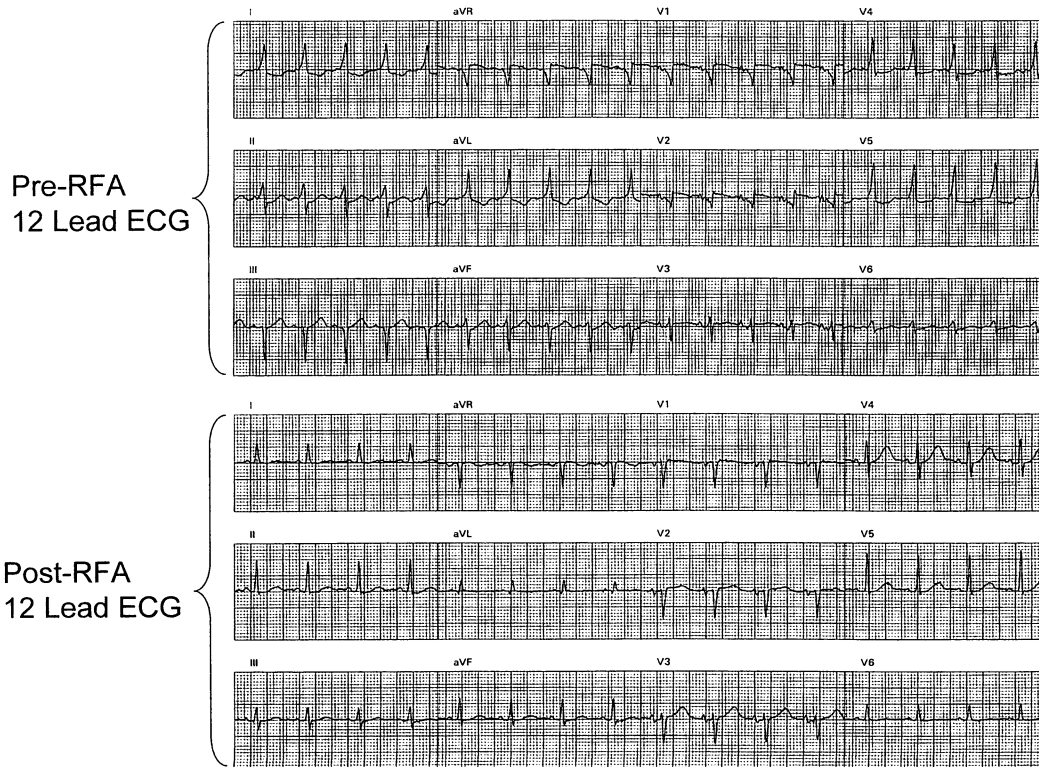 I aVR V1 V4
Pre-RFA
12 Lead ECG
II aVL V2 V5
III aVF V3 V6
I aVR V1 V4
Post-RFA
12 Lead ECG
II aVL V2 V5
III aVF V3 V6